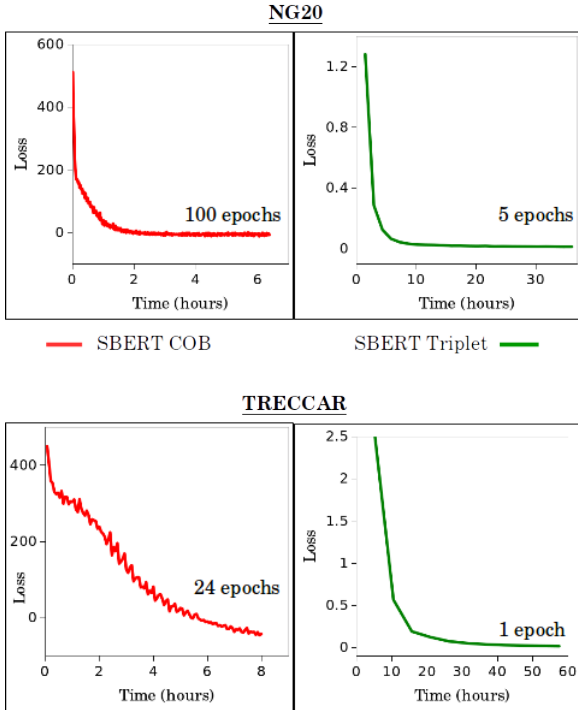 NG20
600
400
200
0
Loss
100 epochs
0 2 4 6
Time (hours)
1.2
0.8
0.4
0
Loss
5 epochs
0 10 20 30
Time (hours)
SBERT COB
SBERT Triplet
TRECCAR
400
200
0
Loss
24 epochs
0 2 4 6 8
Time (hours)
2.5
2
1.5
1
0.5
0
Loss
1 epoch
0 10 20 30 40 50 60
Time (hours)